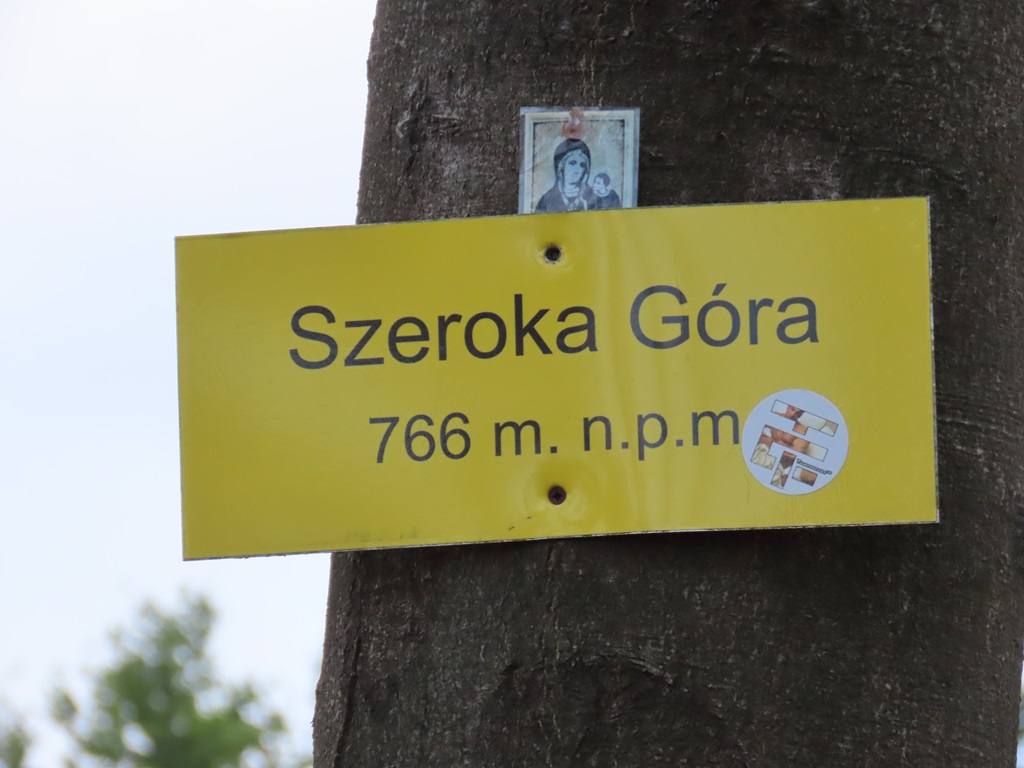 Szeroka Góra
766 m. n.p.m